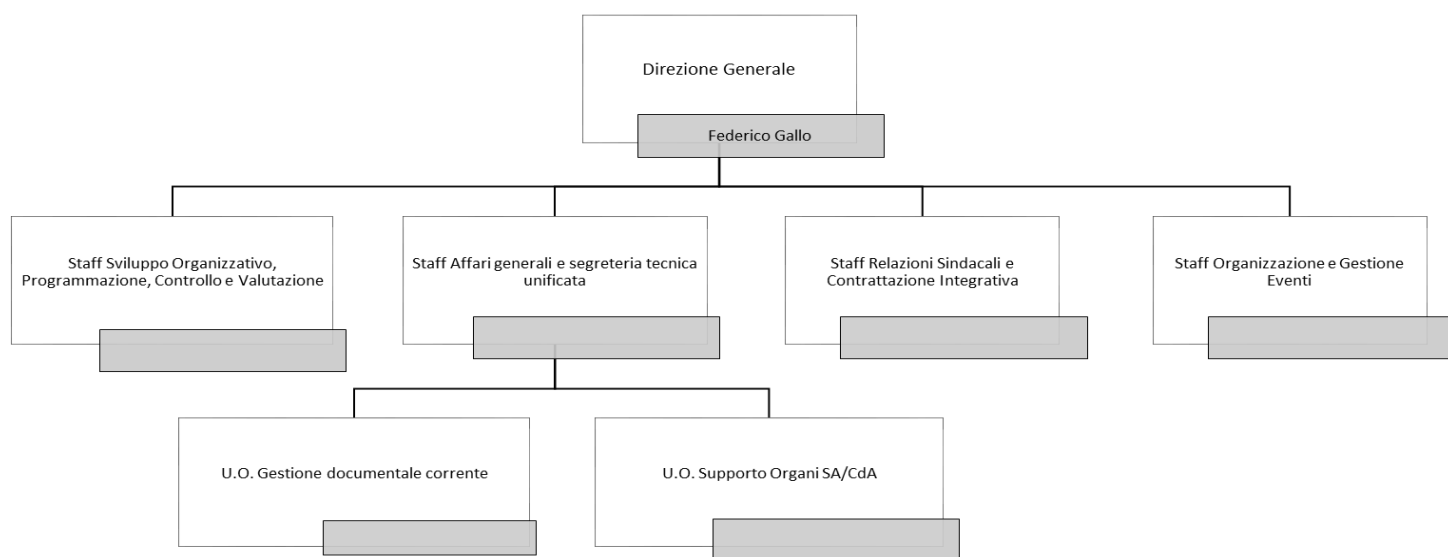 Direzione Generale
Federico Gallo
Staff Sviluppo Organizzativo,
Programmazione, Controllo e Valutazione
Staff Affari generali e segreteria tecnica
unificata
Staff Relazioni Sindacali e
Contrattazione Integrativa
Staff Organizzazione e Gestione
Eventi
U.O. Gestione documentale corrente
U.O. Supporto Organi SA/CdA